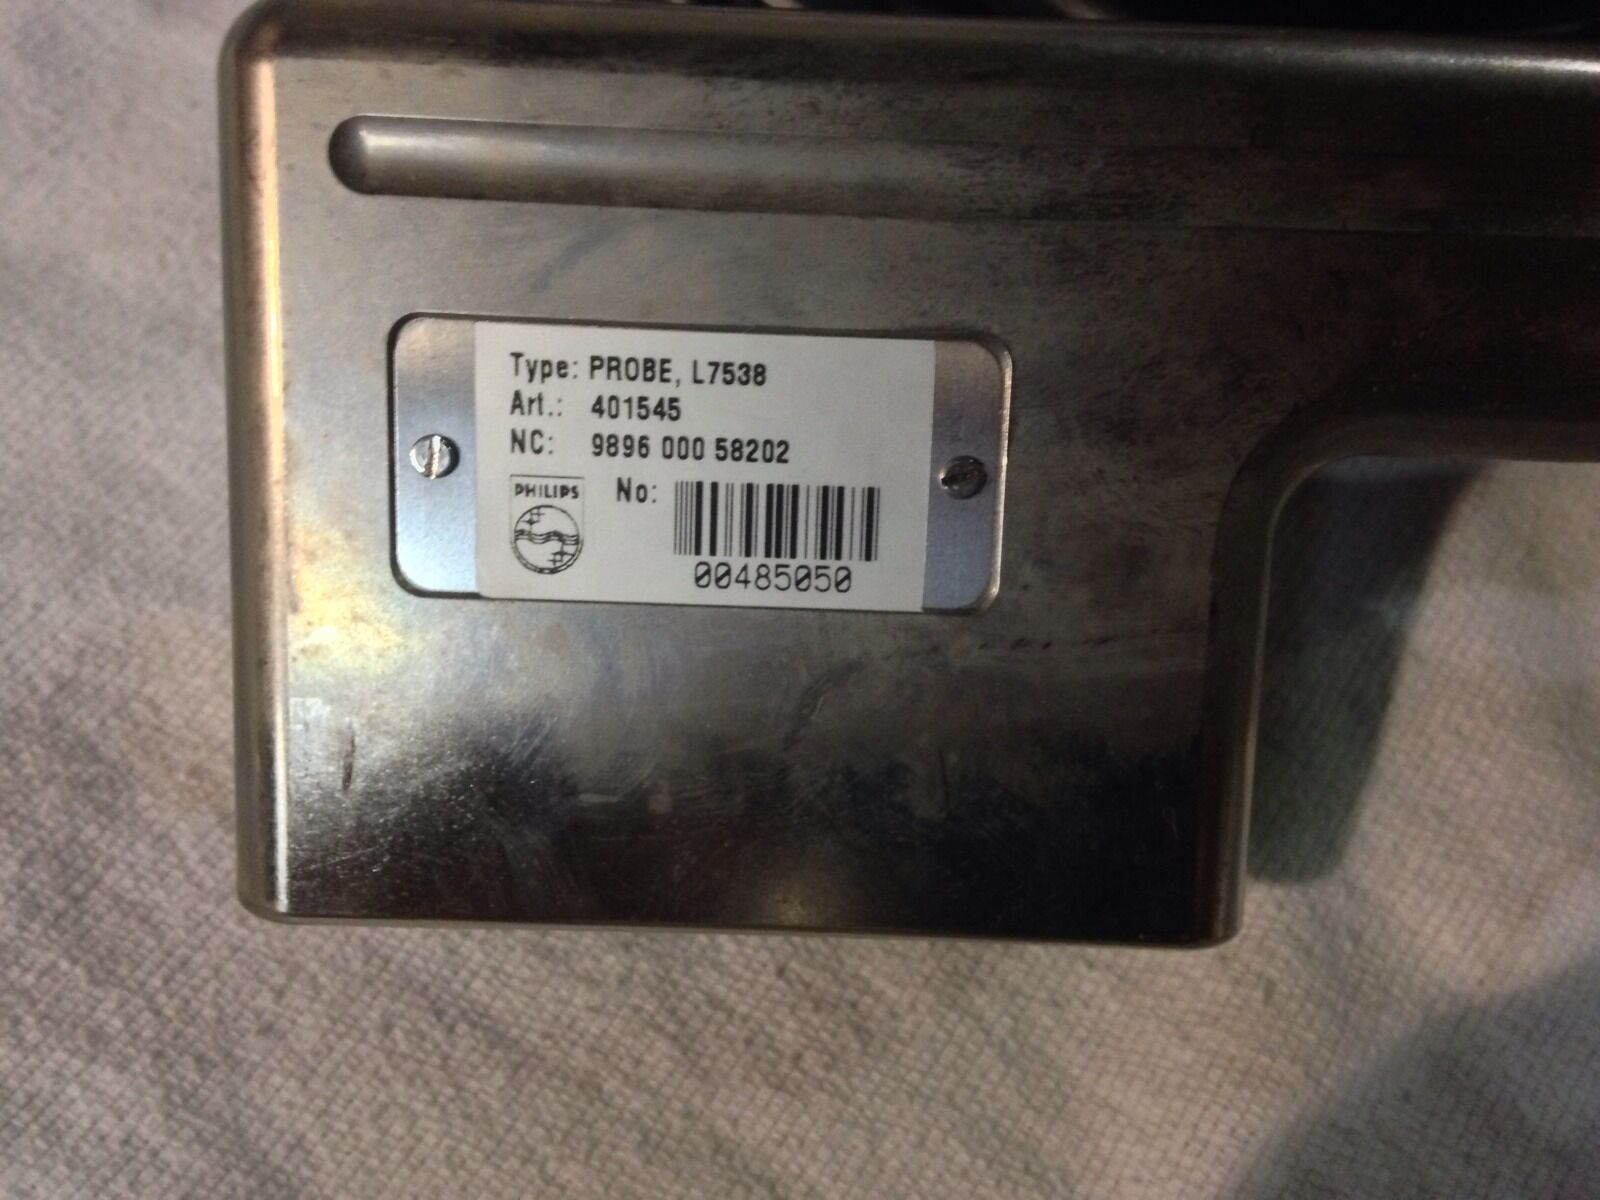 Type: PROBE, L7538
Art.: 401545
NC: 9896 000 58202
PHILIPS No:
00485050